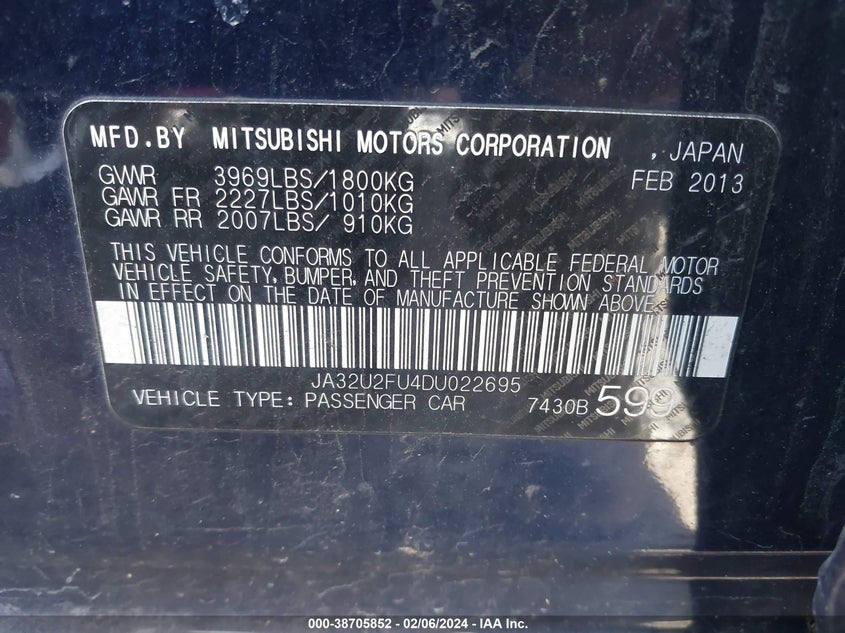 MFD.BY MITSUBISHI MOTORS CORPORATION , JAPAN
GVWR 3969LBS/1800KG FEB 2013
GAWR FR 2227LBS/1010KG
GAWR RR 2007LBS/ 910KG
THIS VEHICLE CONFORMS TO ALL APPLICABLE FEDERAL MOTOR
VEHICLE SAFETY, BUMPER, AND THEFT PREVENTION STANDARDS
IN EFFECT ON THE DATE OF MANUFACTURE SHOWN ABOVE.
JA32U2FU4DU022695
VEHICLE TYPE: PASSENGER CAR 7430B 599
000-38705852 - 02/06/2024 - IAA Inc.